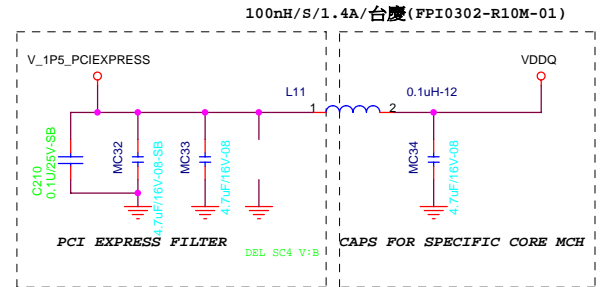 100nH/S/1.4A/台慶(FPI0302-R10M-01)
V_1P5_PCIEXPRESS
VDDQ
L11
0.1uH-12
1
2
C210
0.1U/25V-SB
MC32
4.7uF/16V-08-SB
MC33
4.7uF/16V-08
MC34
4.7uF/16V-08
PCI EXPRESS FILTER
DEL SC4 V:B
CAPS FOR SPECIFIC CORE MCH